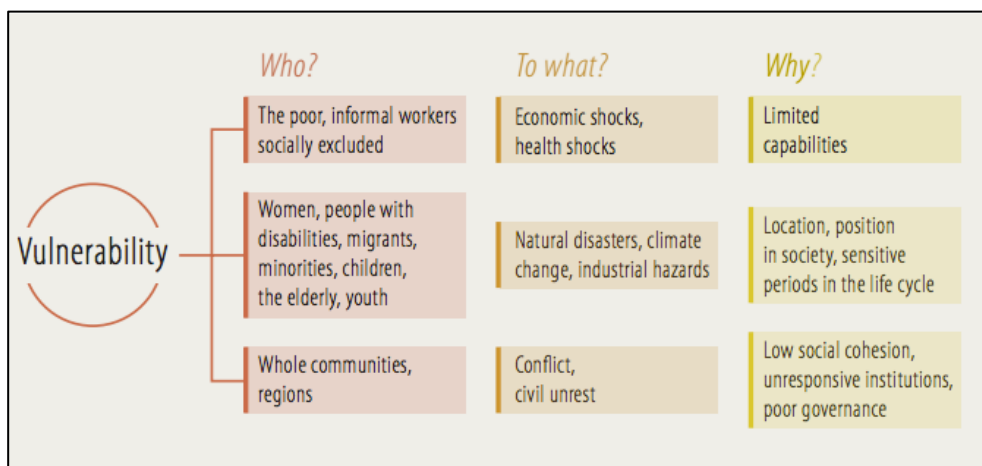 Who?
To what?
Why?
The poor, informal workers
socially excluded
Economic shocks,
health shocks
Limited
capabilities
Vulnerability
Women, people with
disabilities, migrants,
minorities, children,
the elderly, youth
Natural disasters, climate
change, industrial hazards
Location, position
in society, sensitive
periods in the life cycle
Whole communities,
regions
Conflict,
civil unrest
Low social cohesion,
unresponsive institutions,
poor governance